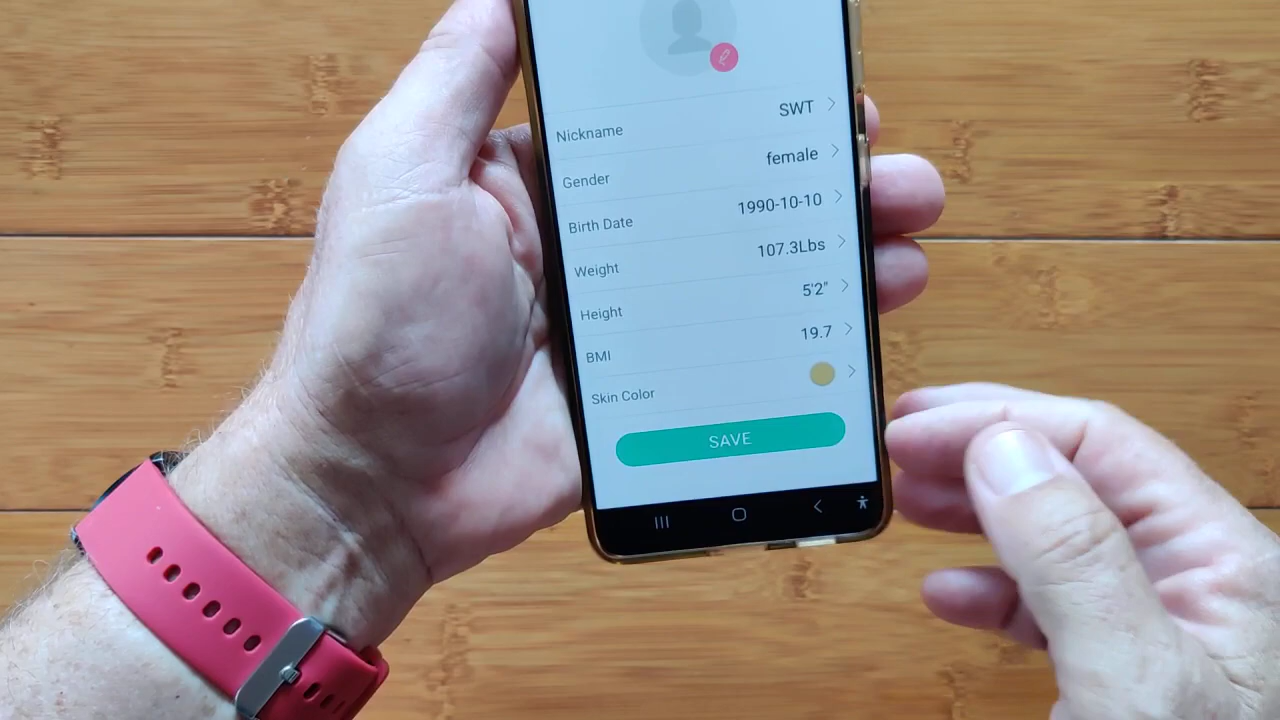 Nickname SWT
Gender female
Birth Date 1990-10-10
Weight 107.3Lbs
Height 5'2"
BMI 19.7
Skin Color
SAVE